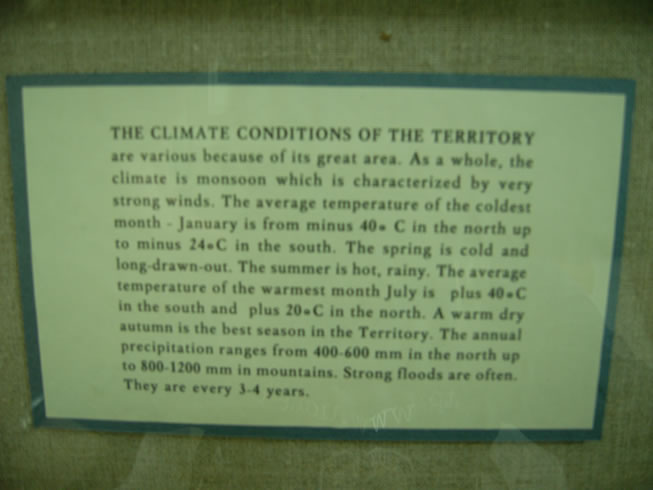 THE CLIMATE CONDITIONS OF THE TERRITORY
are various because of its great area. As a whole, the
climate is monsoon which is characterized by very
strong winds. The average temperature of the coldest
month - January is from minus 40° C in the north up
to minus 24°C in the south. The spring is cold and
long-drawn-out. The summer is hot, rainy. The average
temperature of the warmest month July is plus 40°C
in the south and plus 20°C in the north. A warm dry
autumn is the best season in the Territory. The annual
precipitation ranges from 400-600 mm in the north up
to 800-1200 mm in mountains. Strong floods are often.
They are every 3-4 years.